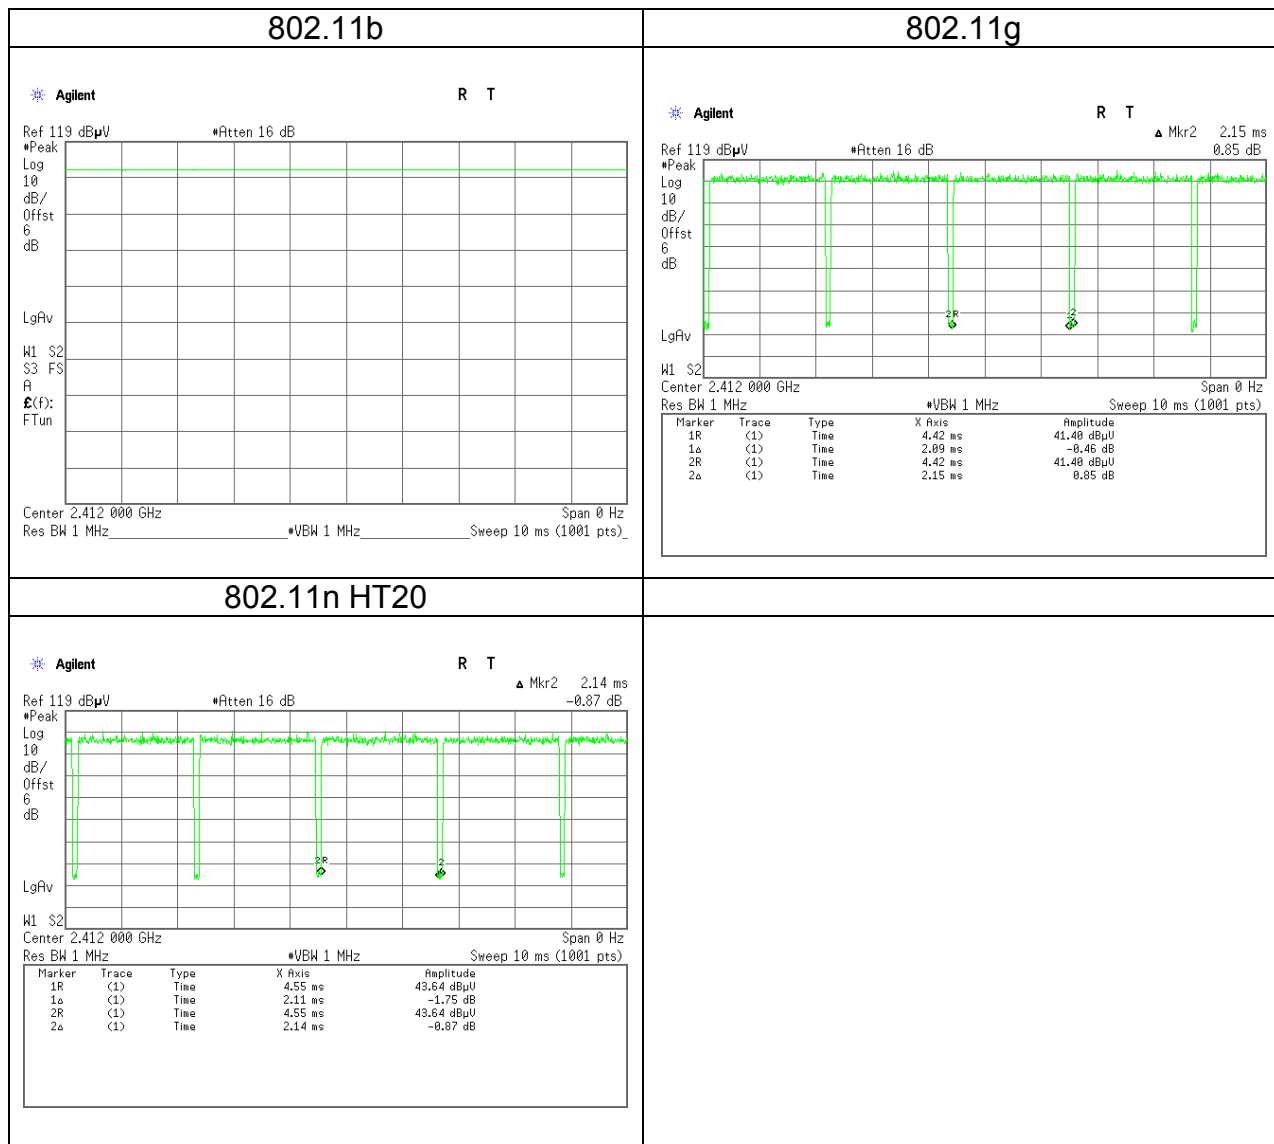 802.11b
802.11g
Agilent R T
Ref 119 dBµV #Atten 16 dB
#Peak
Log
10
dB/
Offst
6
dB
LgAv
W1 S2
S3 FS
A
£(f):
FTun
Center 2.412 000 GHz Span 0 Hz
Res BW 1 MHz #VBW 1 MHz Sweep 10 ms (1001 pts)
Agilent R T
Δ Mkr2 2.15 ms
Ref 119 dBµV #Atten 16 dB 0.85 dB
#Peak
Log
10
dB/
Offst
6
dB
2R
2
LgAv
W1 S2
Center 2.412 000 GHz Span 0 Hz
Res BW 1 MHz #VBW 1 MHz Sweep 10 ms (1001 pts)
Marker Trace Type X Axis Amplitude
1R (1) Time 4.42 ms 41.40 dBµV
1Δ (1) Time 2.09 ms -0.46 dB
2R (1) Time 4.42 ms 41.40 dBµV
2Δ (1) Time 2.15 ms 0.85 dB
802.11n HT20
Agilent R T
Δ Mkr2 2.14 ms
Ref 119 dBµV #Atten 16 dB -0.87 dB
#Peak
Log
10
dB/
Offst
6
dB
2R
2
LgAv
W1 S2
Center 2.412 000 GHz Span 0 Hz
Res BW 1 MHz #VBW 1 MHz Sweep 10 ms (1001 pts)
Marker Trace Type X Axis Amplitude
1R (1) Time 4.55 ms 43.64 dBµV
1Δ (1) Time 2.11 ms -1.75 dB
2R (1) Time 4.55 ms 43.64 dBµV
2Δ (1) Time 2.14 ms -0.87 dB